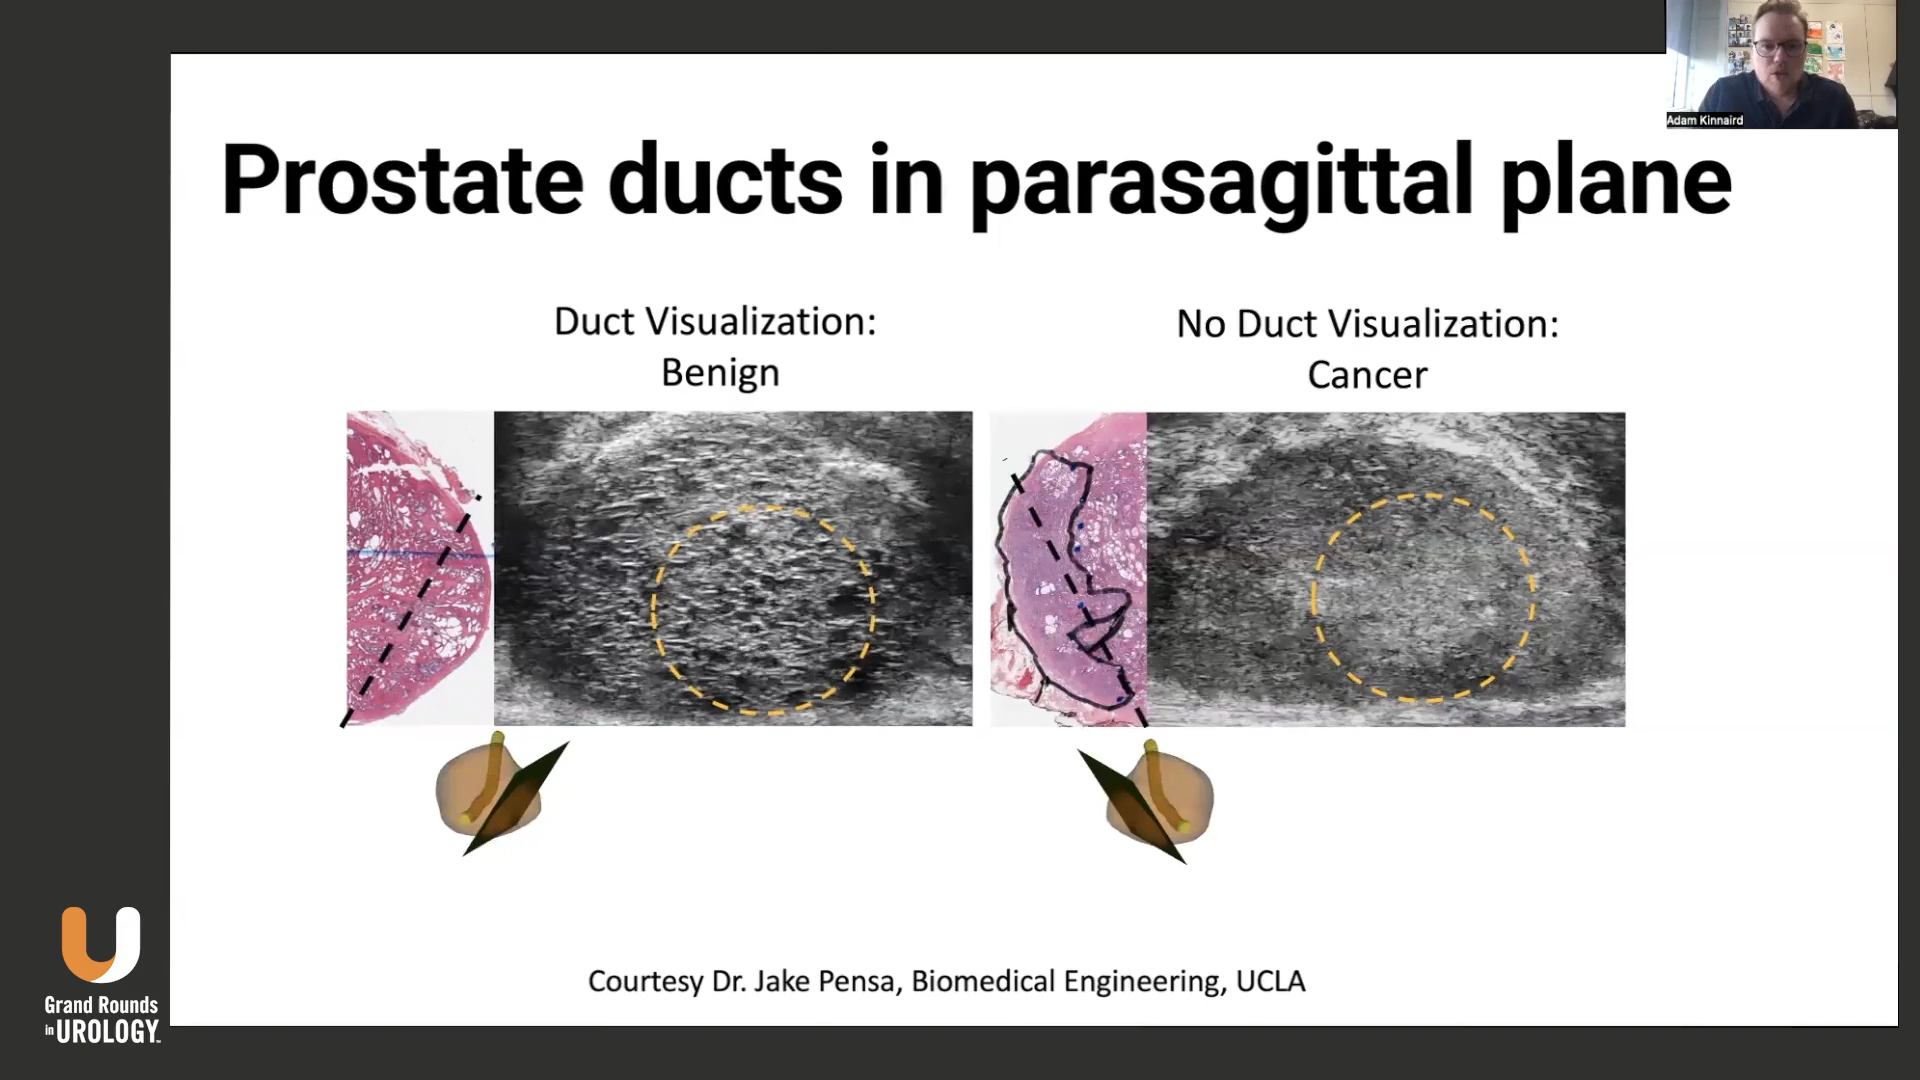 Adam Kinnaird
Prostate ducts in parasagittal plane
Duct Visualization:
Benign
No Duct Visualization:
Cancer
Courtesy Dr. Jake Pensa, Biomedical Engineering, UCLA
Grand Rounds
in UROLOGY™